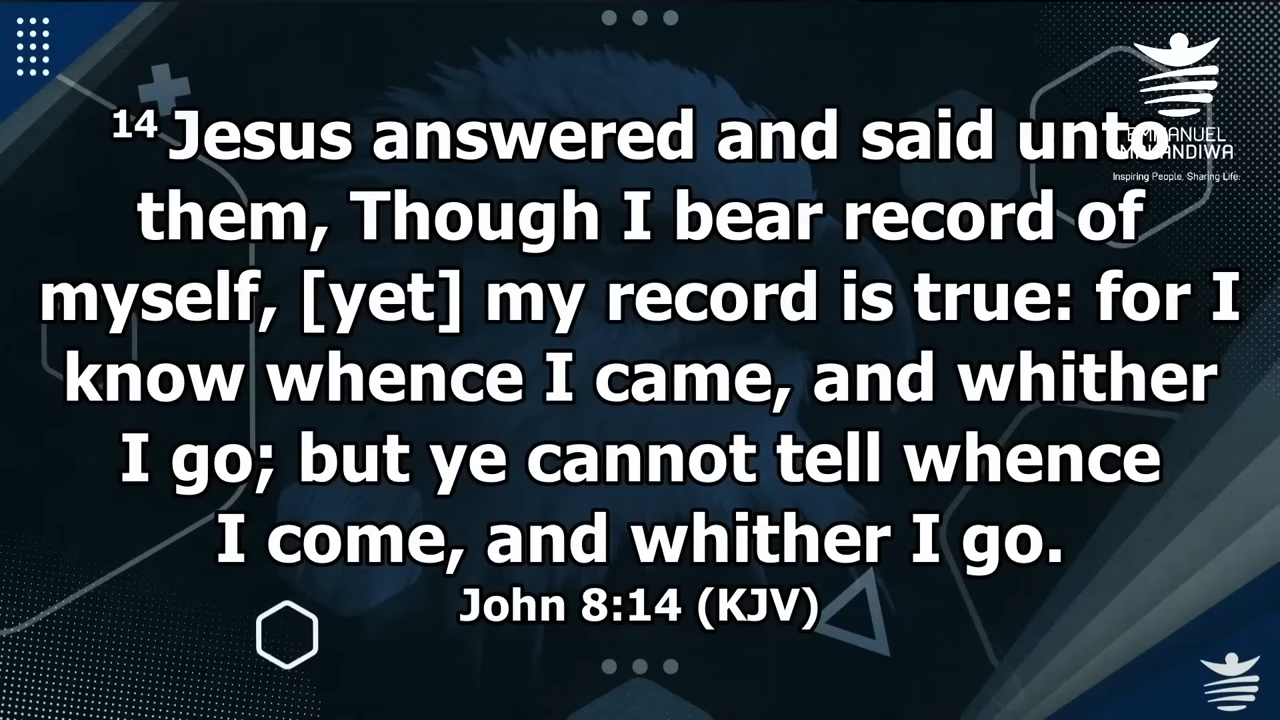 14 Jesus answered and said unto
them, Though I bear record of
myself, [yet] my record is true: for I
know whence I came, and whither
I go; but ye cannot tell whence
I come, and whither I go.
John 8:14 (KJV)
EMMANUEL
MAKANDIWA
Inspiring People. Sharing Life.